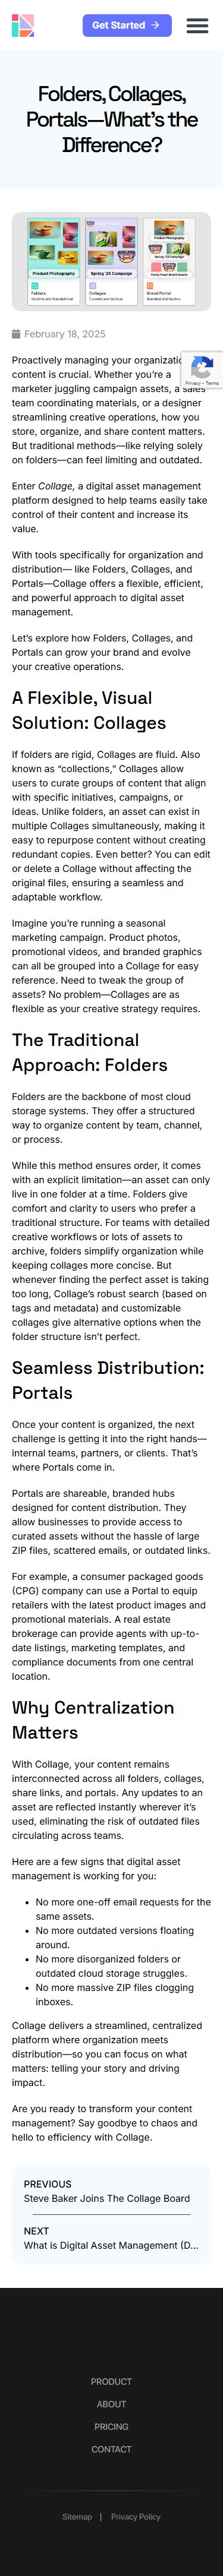 Get Started →
Folders, Collages,
Portals—What's the
Difference?
Product Photography
Spring '25 Campaign
Product Photography
Spring '25 Campaign
Folders
Collages
Brand Portal
February 18, 2025
Privacy - Terms
Proactively managing your organization's
content is crucial. Whether you're a
marketer juggling campaign assets, a sales
team coordinating materials, or a designer
streamlining creative operations, how you
store, organize, and share content matters.
But traditional methods—like relying solely
on folders—can feel limiting and outdated.
Enter Collage, a digital asset management
platform designed to help teams easily take
control of their content and increase its
value.
With tools specifically for organization and
distribution— like Folders, Collages, and
Portals—Collage offers a flexible, efficient,
and powerful approach to digital asset
management.
Let's explore how Folders, Collages, and
Portals can grow your brand and evolve
your creative operations.
A Flexible, Visual
Solution: Collages
If folders are rigid, Collages are fluid. Also
known as “collections,” Collages allow
users to curate groups of content that align
with specific initiatives, campaigns, or
ideas. Unlike folders, an asset can exist in
multiple Collages simultaneously, making it
easy to repurpose content without creating
redundant copies. Even better? You can edit
or delete a Collage without affecting the
original files, ensuring a seamless and
adaptable workflow.
Imagine you're running a seasonal
marketing campaign. Product photos,
promotional videos, and branded graphics
can all be grouped into a Collage for easy
reference. Need to tweak the group of
assets? No problem—Collages are as
flexible as your creative strategy requires.
The Traditional
Approach: Folders
Folders are the backbone of most cloud
storage systems. They offer a structured
way to organize content by team, channel,
or process.
While this method ensures order, it comes
with an explicit limitation—an asset can only
live in one folder at a time. Folders give
comfort and clarity to users who prefer a
traditional structure. For teams with detailed
creative workflows or lots of assets to
archive, folders simplify organization while
keeping collages more concise. But
whenever finding the perfect asset is taking
too long, Collage's robust search (based on
tags and metadata) and customizable
collages give alternative options when the
folder structure isn't perfect.
Seamless Distribution:
Portals
Once your content is organized, the next
challenge is getting it into the right hands—
internal teams, partners, or clients. That's
where Portals come in.
Portals are shareable, branded hubs
designed for content distribution. They
allow businesses to provide access to
curated assets without the hassle of large
ZIP files, scattered emails, or outdated links.
For example, a consumer packaged goods
(CPG) company can use a Portal to equip
retailers with the latest product images and
promotional materials. A real estate
brokerage can provide agents with up-to-
date listings, marketing templates, and
compliance documents from one central
location.
Why Centralization
Matters
With Collage, your content remains
interconnected across all folders, collages,
share links, and portals. Any updates to an
asset are reflected instantly wherever it's
used, eliminating the risk of outdated files
circulating across teams.
Here are a few signs that digital asset
management is working for you:
• No more one-off email requests for the
same assets.
• No more outdated versions floating
around.
• No more disorganized folders or
outdated cloud storage struggles.
• No more massive ZIP files clogging
inboxes.
Collage delivers a streamlined, centralized
platform where organization meets
distribution—so you can focus on what
matters: telling your story and driving
impact.
Are you ready to transform your content
management? Say goodbye to chaos and
hello to efficiency with Collage.
PREVIOUS
Steve Baker Joins The Collage Board
NEXT
What is Digital Asset Management (D...
PRODUCT
ABOUT
PRICING
CONTACT
Sitemap | Privacy Policy